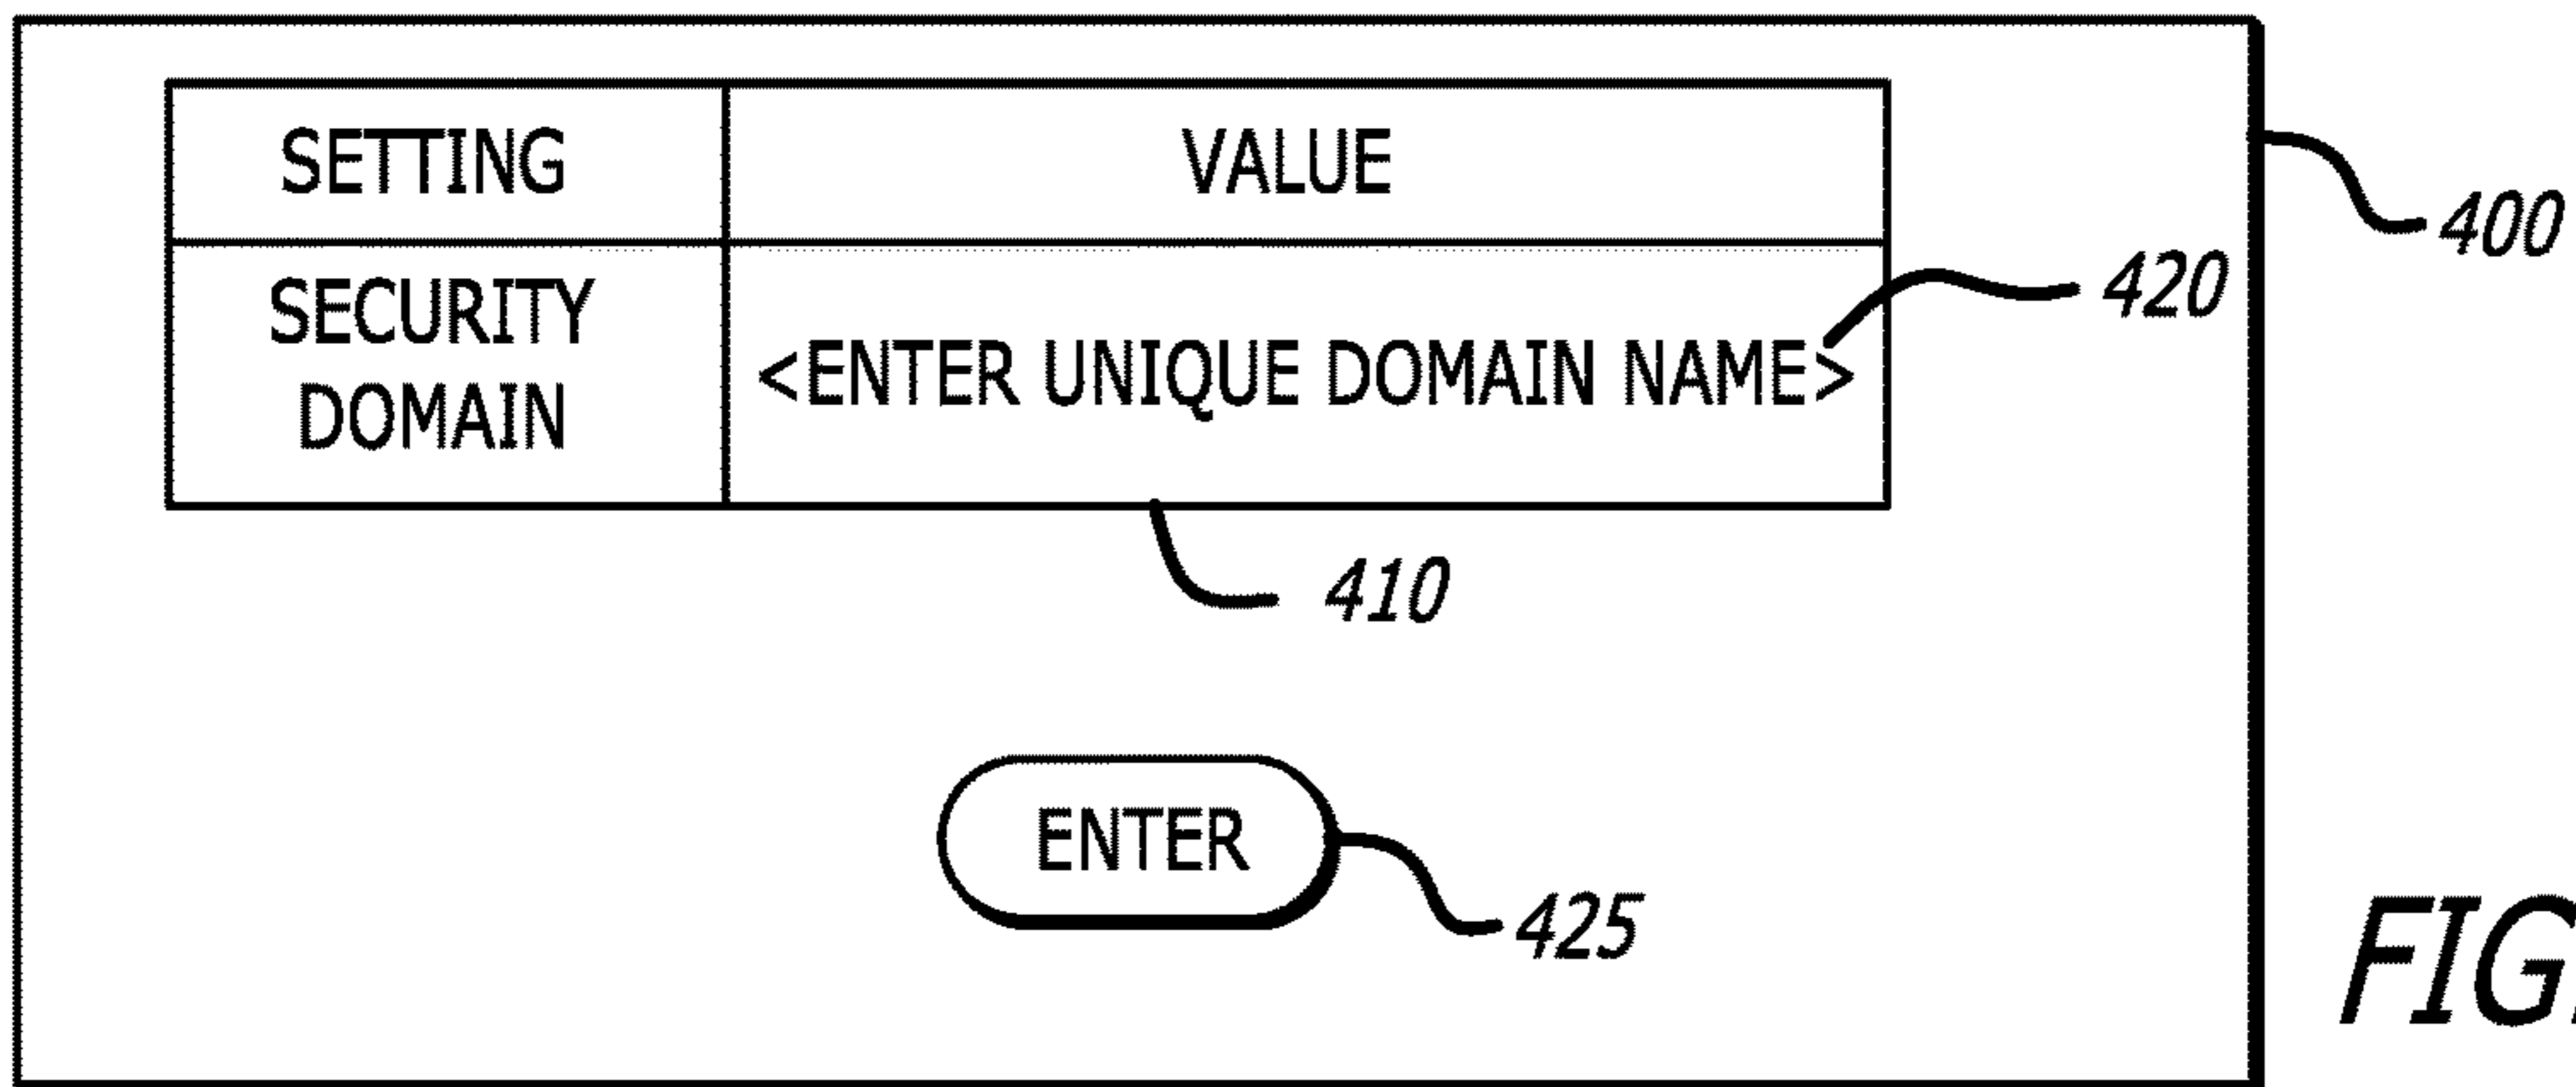 SETTING
VALUE
400
SECURITY
DOMAIN
<ENTER UNIQUE DOMAIN NAME>
420
410
ENTER
425